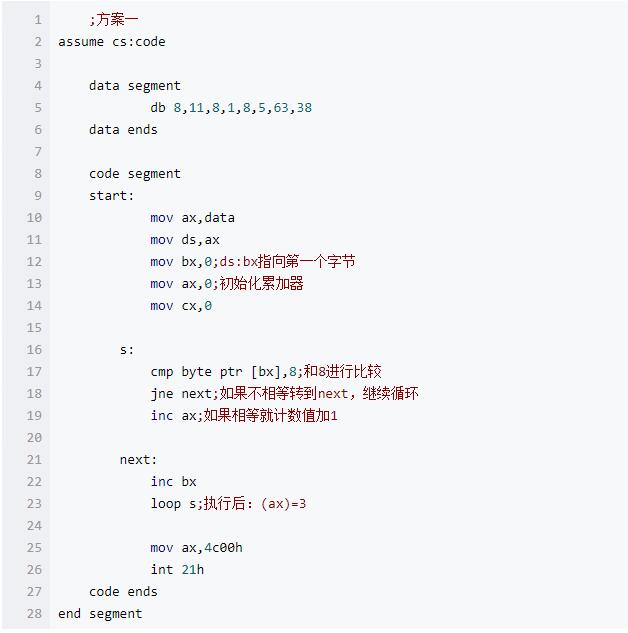 1 ;方案一
2 assume cs:code
3
4 data segment
5 db 8,11,8,1,8,5,63,38
6 data ends
7
8 code segment
9 start:
10 mov ax,data
11 mov ds,ax
12 mov bx,0;ds:bx指向第一个字节
13 mov ax,0;初始化累加器
14 mov cx,0
15
16 s:
17 cmp byte ptr [bx],8;和8进行比较
18 jne next;如果不相等转到next，继续循环
19 inc ax;如果相等就计数值加1
20
21 next:
22 inc bx
23 loop s;执行后：(ax)=3
24
25 mov ax,4c00h
26 int 21h
27 code ends
28 end segment